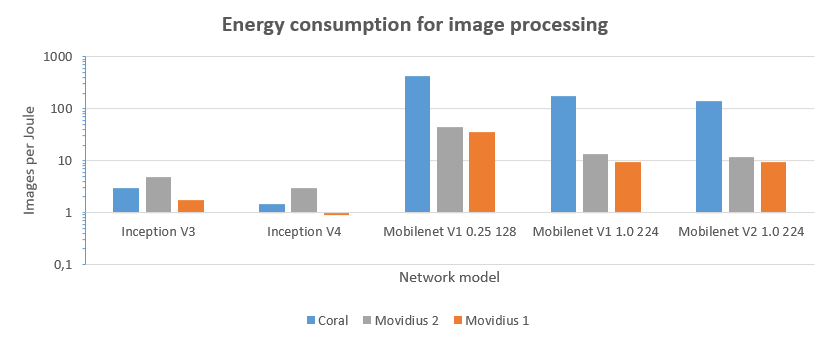 Energy consumption for image processing
1000
100
10
1
0,1
Images per Joule
Inception V3 Inception V4 Mobilenet V1 0.25 128 Mobilenet V1 1.0 224 Mobilenet V2 1.0 224
Network model
Coral Movidius 2 Movidius 1